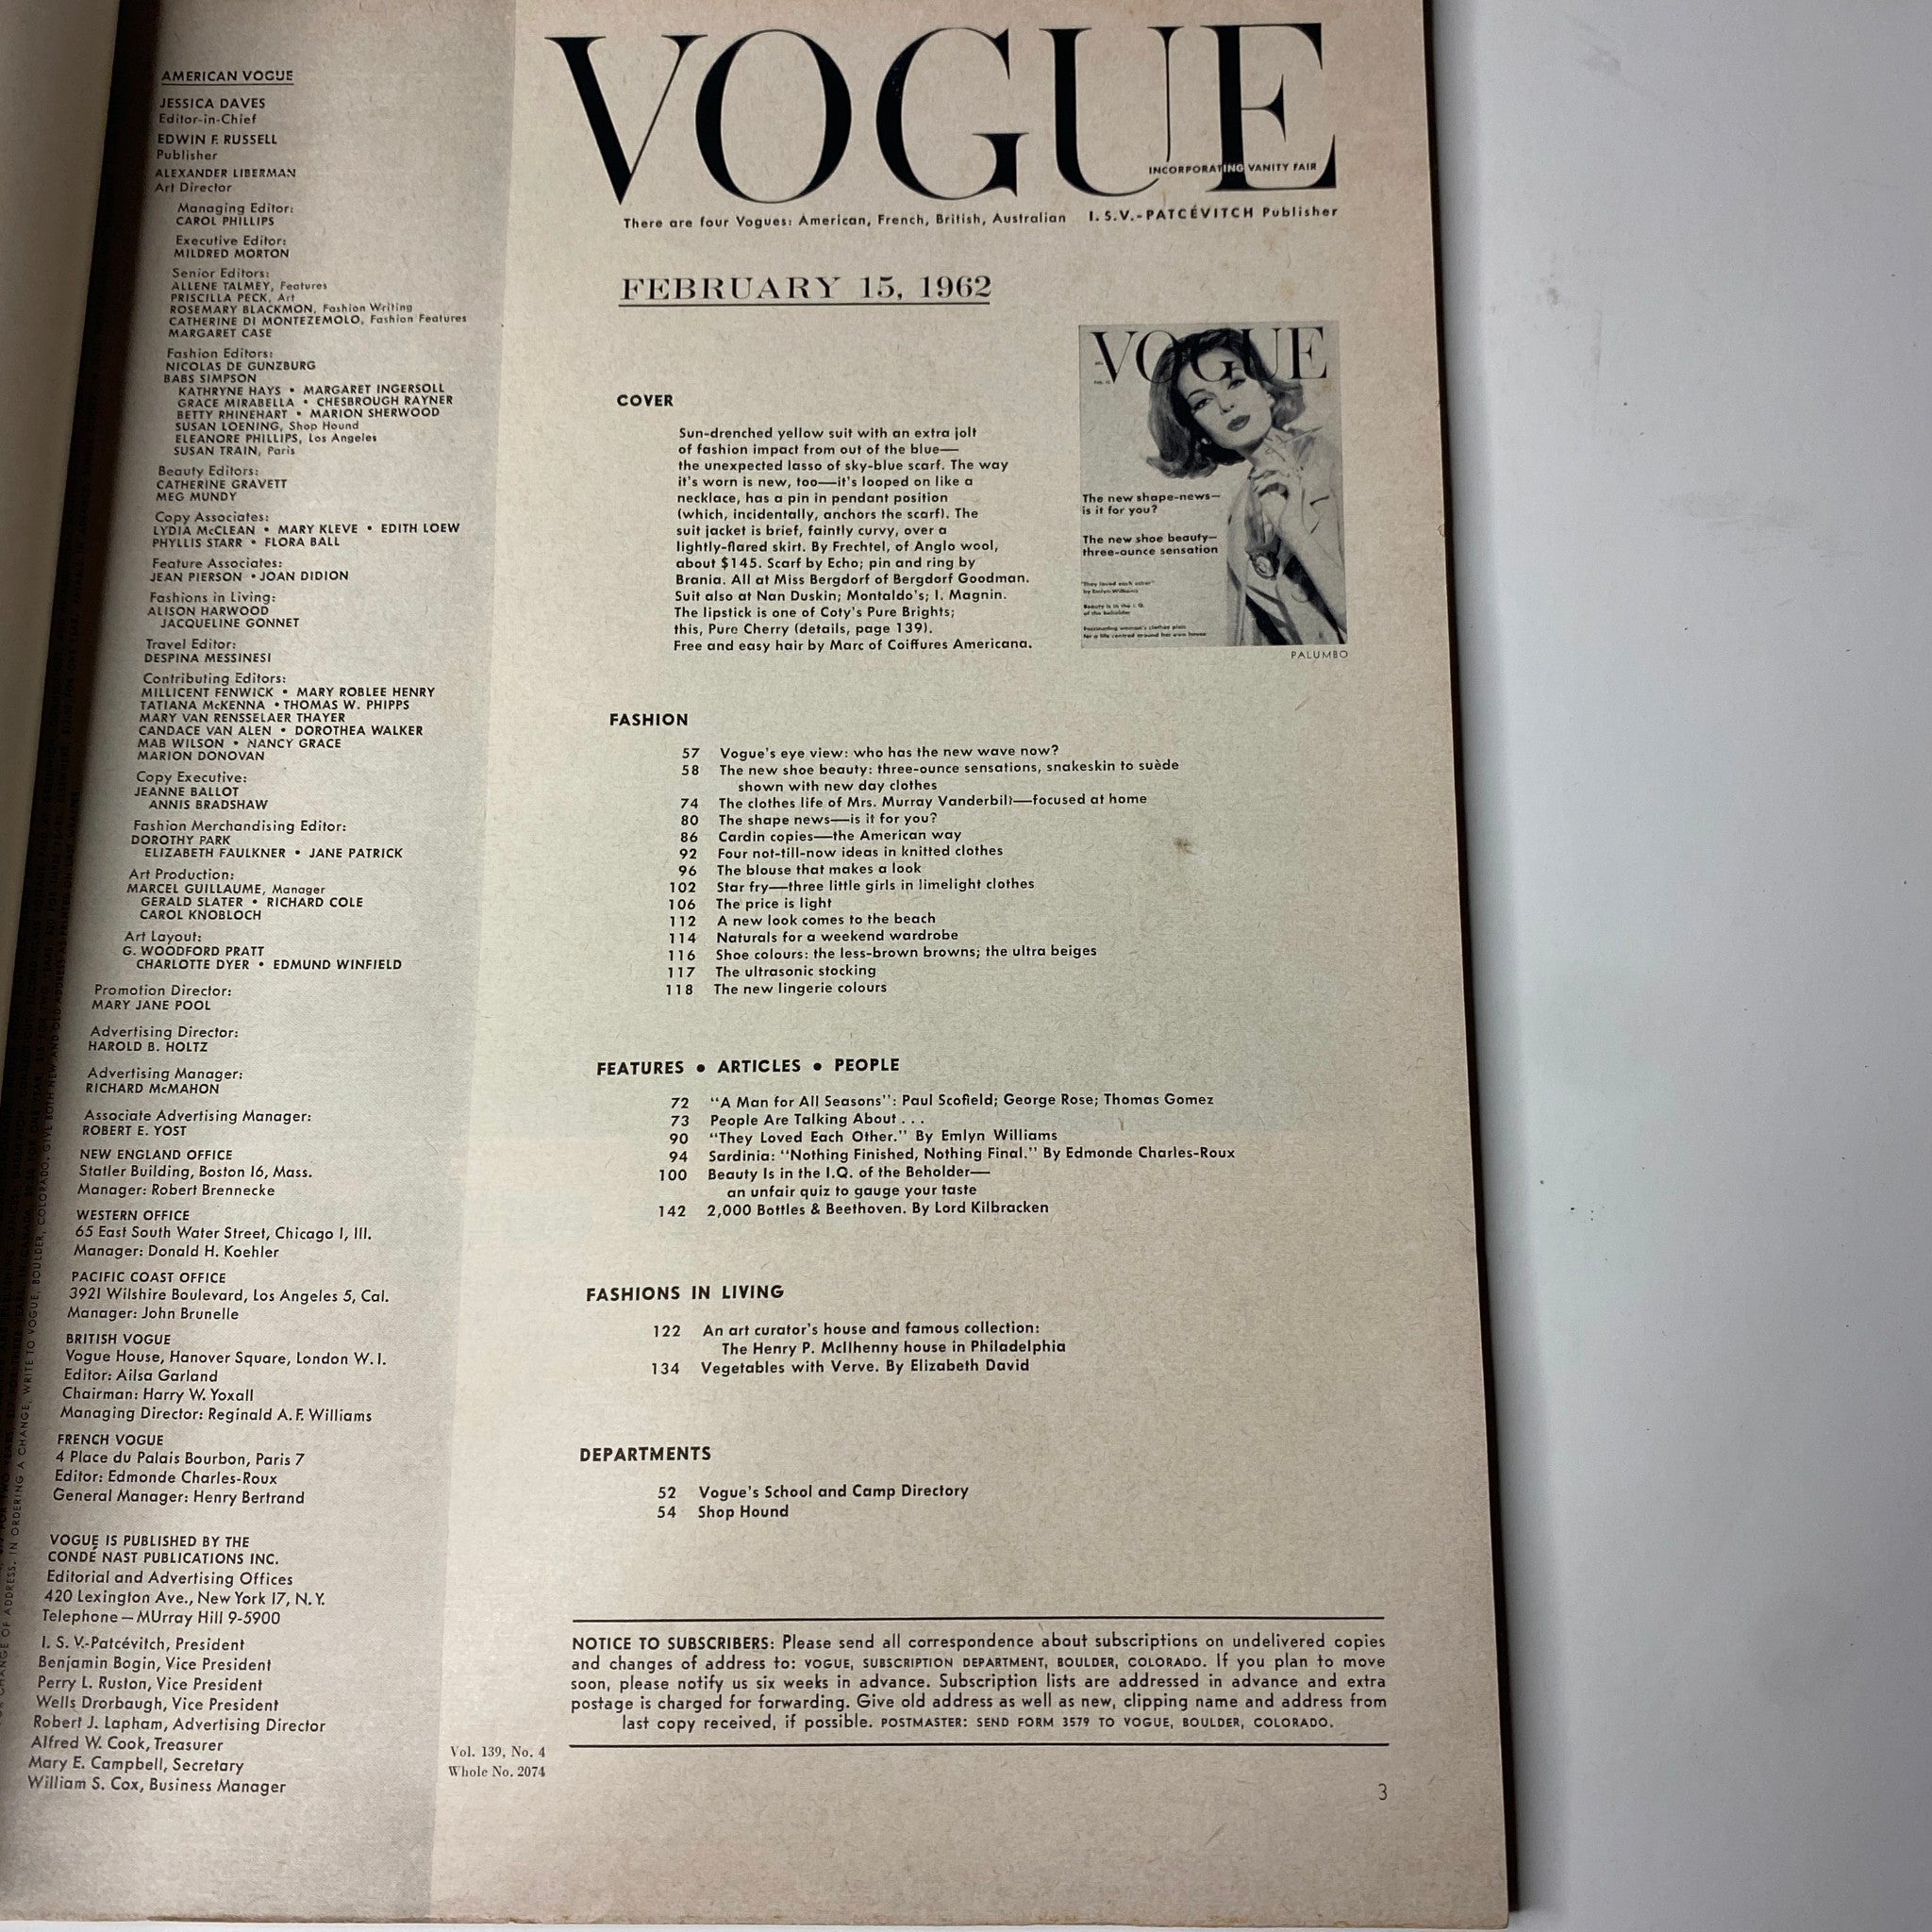 AMERICAN VOGUE
JESSICA DAVES
Editor-in-Chief
EDWIN F. RUSSELL
Publisher
ALEXANDER LIBERMAN
Art Director
Managing Editor:
CAROL PHILLIPS
Executive Editor:
MILDRED MORTON
Senior Editors:
ALLENE TALMEY, Features
PRISCILLA PECK, Art
ROSEMARY BLACKMON, Fashion Writing
CATHERINE DI MONTEZEMOLO, Fashion Features
MARGARET CASE
Fashion Editors:
NICOLAS DE GUNZBURG
BABS SIMPSON
KATHRYNE HAYS • MARGARET INGERSOLL
GRACE MIRABELLA • CHESBROUGH RAYNER
BETTY RHINEHART • MARION SHERWOOD
SUSAN LOENING, Shop Hound
ELEANORE PHILLIPS, Los Angeles
SUSAN TRAIN, Paris
Beauty Editors:
CATHERINE GRAVETT
MEG MUNDY
Copy Associates:
LYDIA McCLEAN • MARY KLEVE • EDITH LOEW
PHYLLIS STARR • FLORA BALL
Feature Associates:
JEAN PIERSON • JOAN DIDION
Fashions in Living:
ALISON HARWOOD
JACQUELINE GONNET
Travel Editor:
DESPINA MESSINESI
Contributing Editors:
MILLICENT FENWICK • MARY ROBLEE HENRY
TATIANA McKENNA • THOMAS W. PHIPPS
MARY VAN RENSSELAER THAYER
CANDACE VAN ALEN • DOROTHEA WALKER
MAB WILSON • NANCY GRACE
MARION DONOVAN
Copy Executive:
JEANNE BALLOT
ANNIS BRADSHAW
Fashion Merchandising Editor:
DOROTHY PARK
ELIZABETH FAULKNER • JANE PATRICK
Art Production:
MARCEL GUILLAUME, Manager
GERALD SLATER • RICHARD COLE
CAROL KNOBLOCH
Art Layout:
G. WOODFORD PRATT
CHARLOTTE DYER • EDMUND WINFIELD
Promotion Director:
MARY JANE POOL
Advertising Director:
HAROLD B. HOLTZ
Advertising Manager:
RICHARD McMAHON
Associate Advertising Manager:
ROBERT E. YOST
NEW ENGLAND OFFICE
Statler Building, Boston 16, Mass.
Manager: Robert Brennecke
WESTERN OFFICE
65 East South Water Street, Chicago 1, Ill.
Manager: Donald H. Koehler
PACIFIC COAST OFFICE
3921 Wilshire Boulevard, Los Angeles 5, Cal.
Manager: John Brunelle
BRITISH VOGUE
Vogue House, Hanover Square, London W.1.
Editor: Ailsa Garland
Chairman: Harry W. Yoxall
Managing Director: Reginald A. F. Williams
FRENCH VOGUE
4 Place du Palais Bourbon, Paris 7
Editor: Edmonde Charles-Roux
General Manager: Henry Bertrand
VOGUE IS PUBLISHED BY THE
CONDÉ NAST PUBLICATIONS INC.
Editorial and Advertising Offices
420 Lexington Ave., New York 17, N.Y.
Telephone—MUrray Hill 9-5900
I. S. V.-Patcévitch, President
Benjamin Bogin, Vice President
Perry L. Ruston, Vice President
Wells Drorbaugh, Vice President
Robert J. Lapham, Advertising Director
Alfred W. Cook, Treasurer
Mary E. Campbell, Secretary
William S. Cox, Business Manager
Vol. 139, No. 4
Whole No. 2074
VOGUE
INCORPORATING VANITY FAIR
There are four Vogues: American, French, British, Australian I. S.V.-PATCÉVITCH Publisher
FEBRUARY 15, 1962
COVER
Sun-drenched yellow suit with an extra jolt
of fashion impact from out of the blue—
the unexpected lasso of sky-blue scarf. The way
it's worn is new, too—it's looped on like a
necklace, has a pin in pendant position
(which, incidentally, anchors the scarf). The
suit jacket is brief, faintly curvy, over a
lightly-flared skirt. By Frechtel, of Anglo wool,
about $145. Scarf by Echo; pin and ring by
Brania. All at Miss Bergdorf of Bergdorf Goodman.
Suit also at Nan Duskin; Montaldo's; I. Magnin.
The lipstick is one of Coty's Pure Brights;
this, Pure Cherry (details, page 139).
Free and easy hair by Marc of Coiffures Americana.
VOGUE
The new shape-news—
is it for you?
The new shoe beauty—
three-ounce sensation
"They loved each other"
by Emlyn Williams
Beauty is in the I. Q.
of the beholder
Fascinating woman's clothes plan
for a life centred around her own house
PALUMBO
FASHION
57 Vogue's eye view: who has the new wave now?
58 The new shoe beauty: three-ounce sensations, snakeskin to suède
shown with new day clothes
74 The clothes life of Mrs. Murray Vanderbilt—focused at home
80 The shape news—is it for you?
86 Cardin copies—the American way
92 Four not-till-now ideas in knitted clothes
96 The blouse that makes a look
102 Star fry—three little girls in limelight clothes
106 The price is light
112 A new look comes to the beach
114 Naturals for a weekend wardrobe
116 Shoe colours: the less-brown browns; the ultra beiges
117 The ultrasonic stocking
118 The new lingerie colours
FEATURES • ARTICLES • PEOPLE
72 "A Man for All Seasons": Paul Scofield; George Rose; Thomas Gomez
73 People Are Talking About . . .
90 "They Loved Each Other." By Emlyn Williams
94 Sardinia: "Nothing Finished, Nothing Final." By Edmonde Charles-Roux
100 Beauty Is in the I.Q. of the Beholder—
an unfair quiz to gauge your taste
142 2,000 Bottles & Beethoven. By Lord Kilbracken
FASHIONS IN LIVING
122 An art curator's house and famous collection:
The Henry P. McIlhenny house in Philadelphia
134 Vegetables with Verve. By Elizabeth David
DEPARTMENTS
52 Vogue's School and Camp Directory
54 Shop Hound
NOTICE TO SUBSCRIBERS: Please send all correspondence about subscriptions on undelivered copies
and changes of address to: VOGUE, SUBSCRIPTION DEPARTMENT, BOULDER, COLORADO. If you plan to move
soon, please notify us six weeks in advance. Subscription lists are addressed in advance and extra
postage is charged for forwarding. Give old address as well as new, clipping name and address from
last copy received, if possible. POSTMASTER: SEND FORM 3579 TO VOGUE, BOULDER, COLORADO.
3